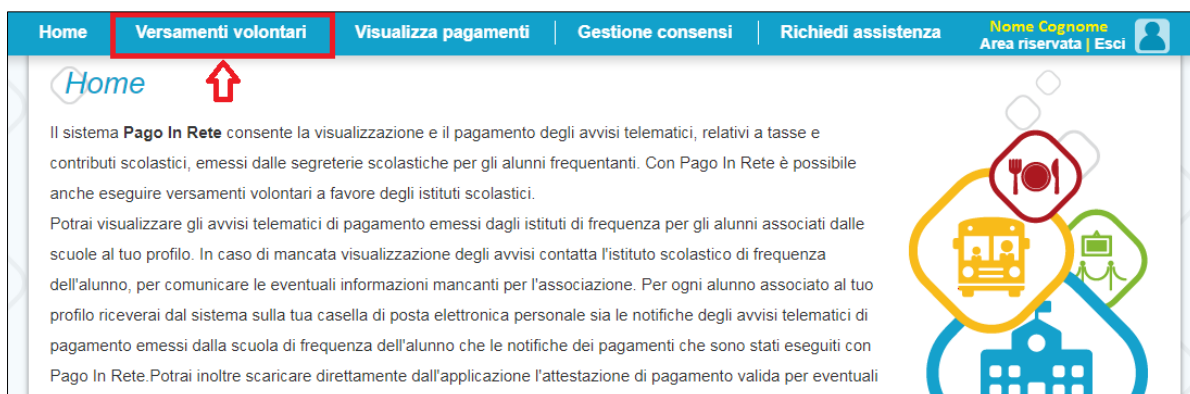 Home Versamenti volontari Visualizza pagamenti Gestione consensi Richiedi assistenza Nome Cognome
Area riservata | Esci
Home
Il sistema Pago In Rete consente la visualizzazione e il pagamento degli avvisi telematici, relativi a tasse e
contributi scolastici, emessi dalle segreterie scolastiche per gli alunni frequentanti. Con Pago In Rete è possibile
anche eseguire versamenti volontari a favore degli istituti scolastici.
Potrai visualizzare gli avvisi telematici di pagamento emessi dagli istituti di frequenza per gli alunni associati dalle
scuole al tuo profilo. In caso di mancata visualizzazione degli avvisi contatta l'istituto scolastico di frequenza
dell'alunno, per comunicare le eventuali informazioni mancanti per l'associazione. Per ogni alunno associato al tuo
profilo riceverai dal sistema sulla tua casella di posta elettronica personale sia le notifiche degli avvisi telematici di
pagamento emessi dalla scuola di frequenza dell'alunno che le notifiche dei pagamenti che sono stati eseguiti con
Pago In Rete.Potrai inoltre scaricare direttamente dall'applicazione l'attestazione di pagamento valida per eventuali